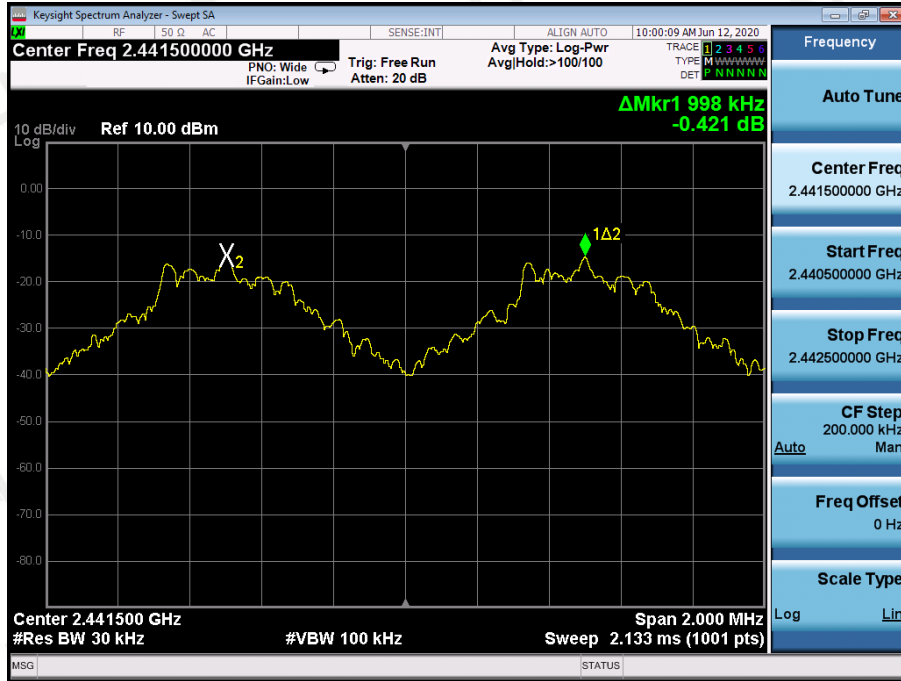 Keysight Spectrum Analyzer - Swept SA
LXI RF 50 Ω AC SENSE:INT ALIGN AUTO 10:00:09 AM Jun 12, 2020
Center Freq 2.441500000 GHz
PNO: Wide
IFGain:Low
Trig: Free Run
Atten: 20 dB
Avg Type: Log-Pwr
Avg|Hold:>100/100
TRACE 1 2 3 4 5 6
TYPE M WWWWW
DET P N N N N N
ΔMkr1 998 kHz
-0.421 dB
10 dB/div Ref 10.00 dBm
Log
0.00
-10.0
-20.0
-30.0
-40.0
-50.0
-60.0
-70.0
-80.0
X2
1Δ2
Center 2.441500 GHz Span 2.000 MHz
#Res BW 30 kHz #VBW 100 kHz Sweep 2.133 ms (1001 pts)
MSG STATUS
Frequency
Auto Tune
Center Freq
2.441500000 GHz
Start Freq
2.440500000 GHz
Stop Freq
2.442500000 GHz
CF Step
200.000 kHz
Auto Man
Freq Offset
0 Hz
Scale Type
Log Lin